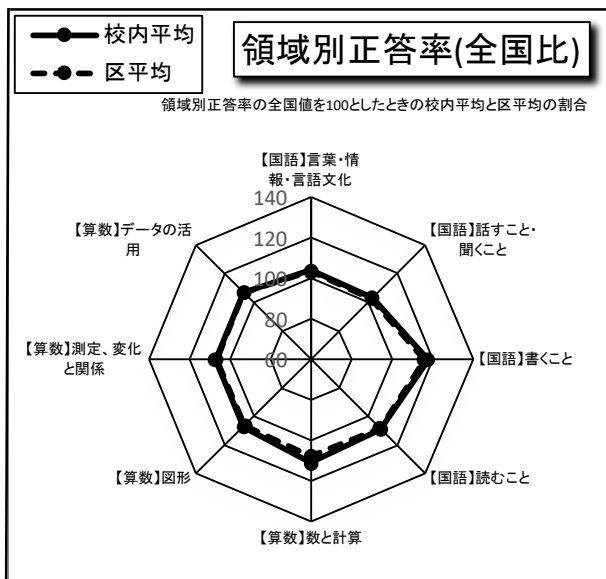 校内平均
区平均
領域別正答率(全国比)
領域別正答率の全国値を100としたときの校内平均と区平均の割合
【国語】言葉・情
報・言語文化
【国語】話すこと・
聞くこと
【国語】書くこと
【国語】読むこと
【算数】数と計算
【算数】図形
【算数】測定、変化
と関係
【算数】データの活
用
140
120
100
80
60